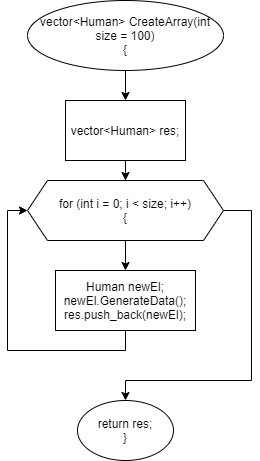 vector<Human> CreateArray(int
size = 100)
{
vector<Human> res;
for (int i = 0; i < size; i++)
{
Human newEl;
newEl.GenerateData();
res.push_back(newEl);
return res;
}